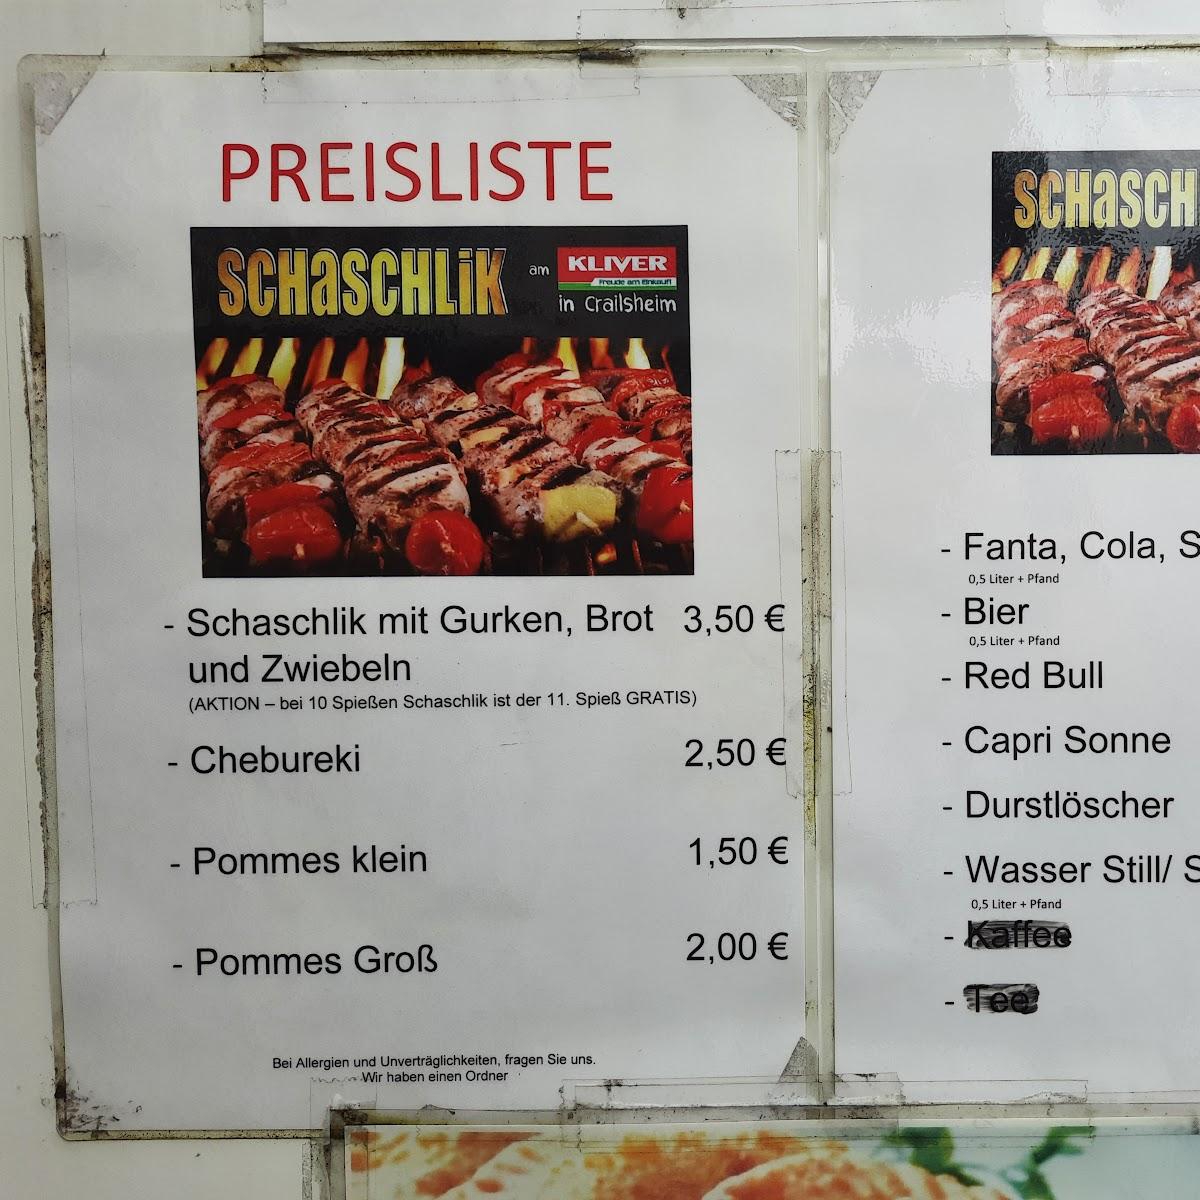 PREISLISTE
SCHaSCHLiK am KLIVER
Freude am Einkauf!
in Crailsheim
- Schaschlik mit Gurken, Brot 3,50 €
und Zwiebeln
(AKTION – bei 10 Spießen Schaschlik ist der 11. Spieß GRATIS)
- Chebureki 2,50 €
- Pommes klein 1,50 €
- Pommes Groß 2,00 €
Bei Allergien und Unverträglichkeiten, fragen Sie uns.
Wir haben einen Ordner
SCHaSCH
- Fanta, Cola, S
0,5 Liter + Pfand
- Bier
0,5 Liter + Pfand
- Red Bull
- Capri Sonne
- Durstlöscher
- Wasser Still/ S
0,5 Liter + Pfand
- Kaffee
- Tee